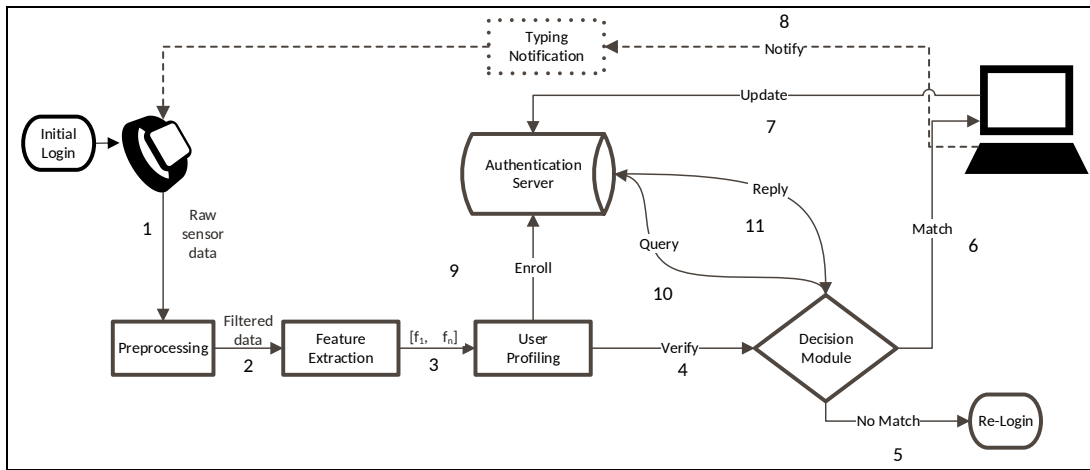 8
Typing
Notification
Notify
Update
7
Initial
Login
Authentication
Server
Reply
11
Query
10
Match
6
1
Raw
sensor
data
9
Enroll
Preprocessing
Filtered
data
2
Feature
Extraction
[f₁, fₙ]
3
User
Profiling
Verify
4
Decision
Module
No Match
5
Re-Login